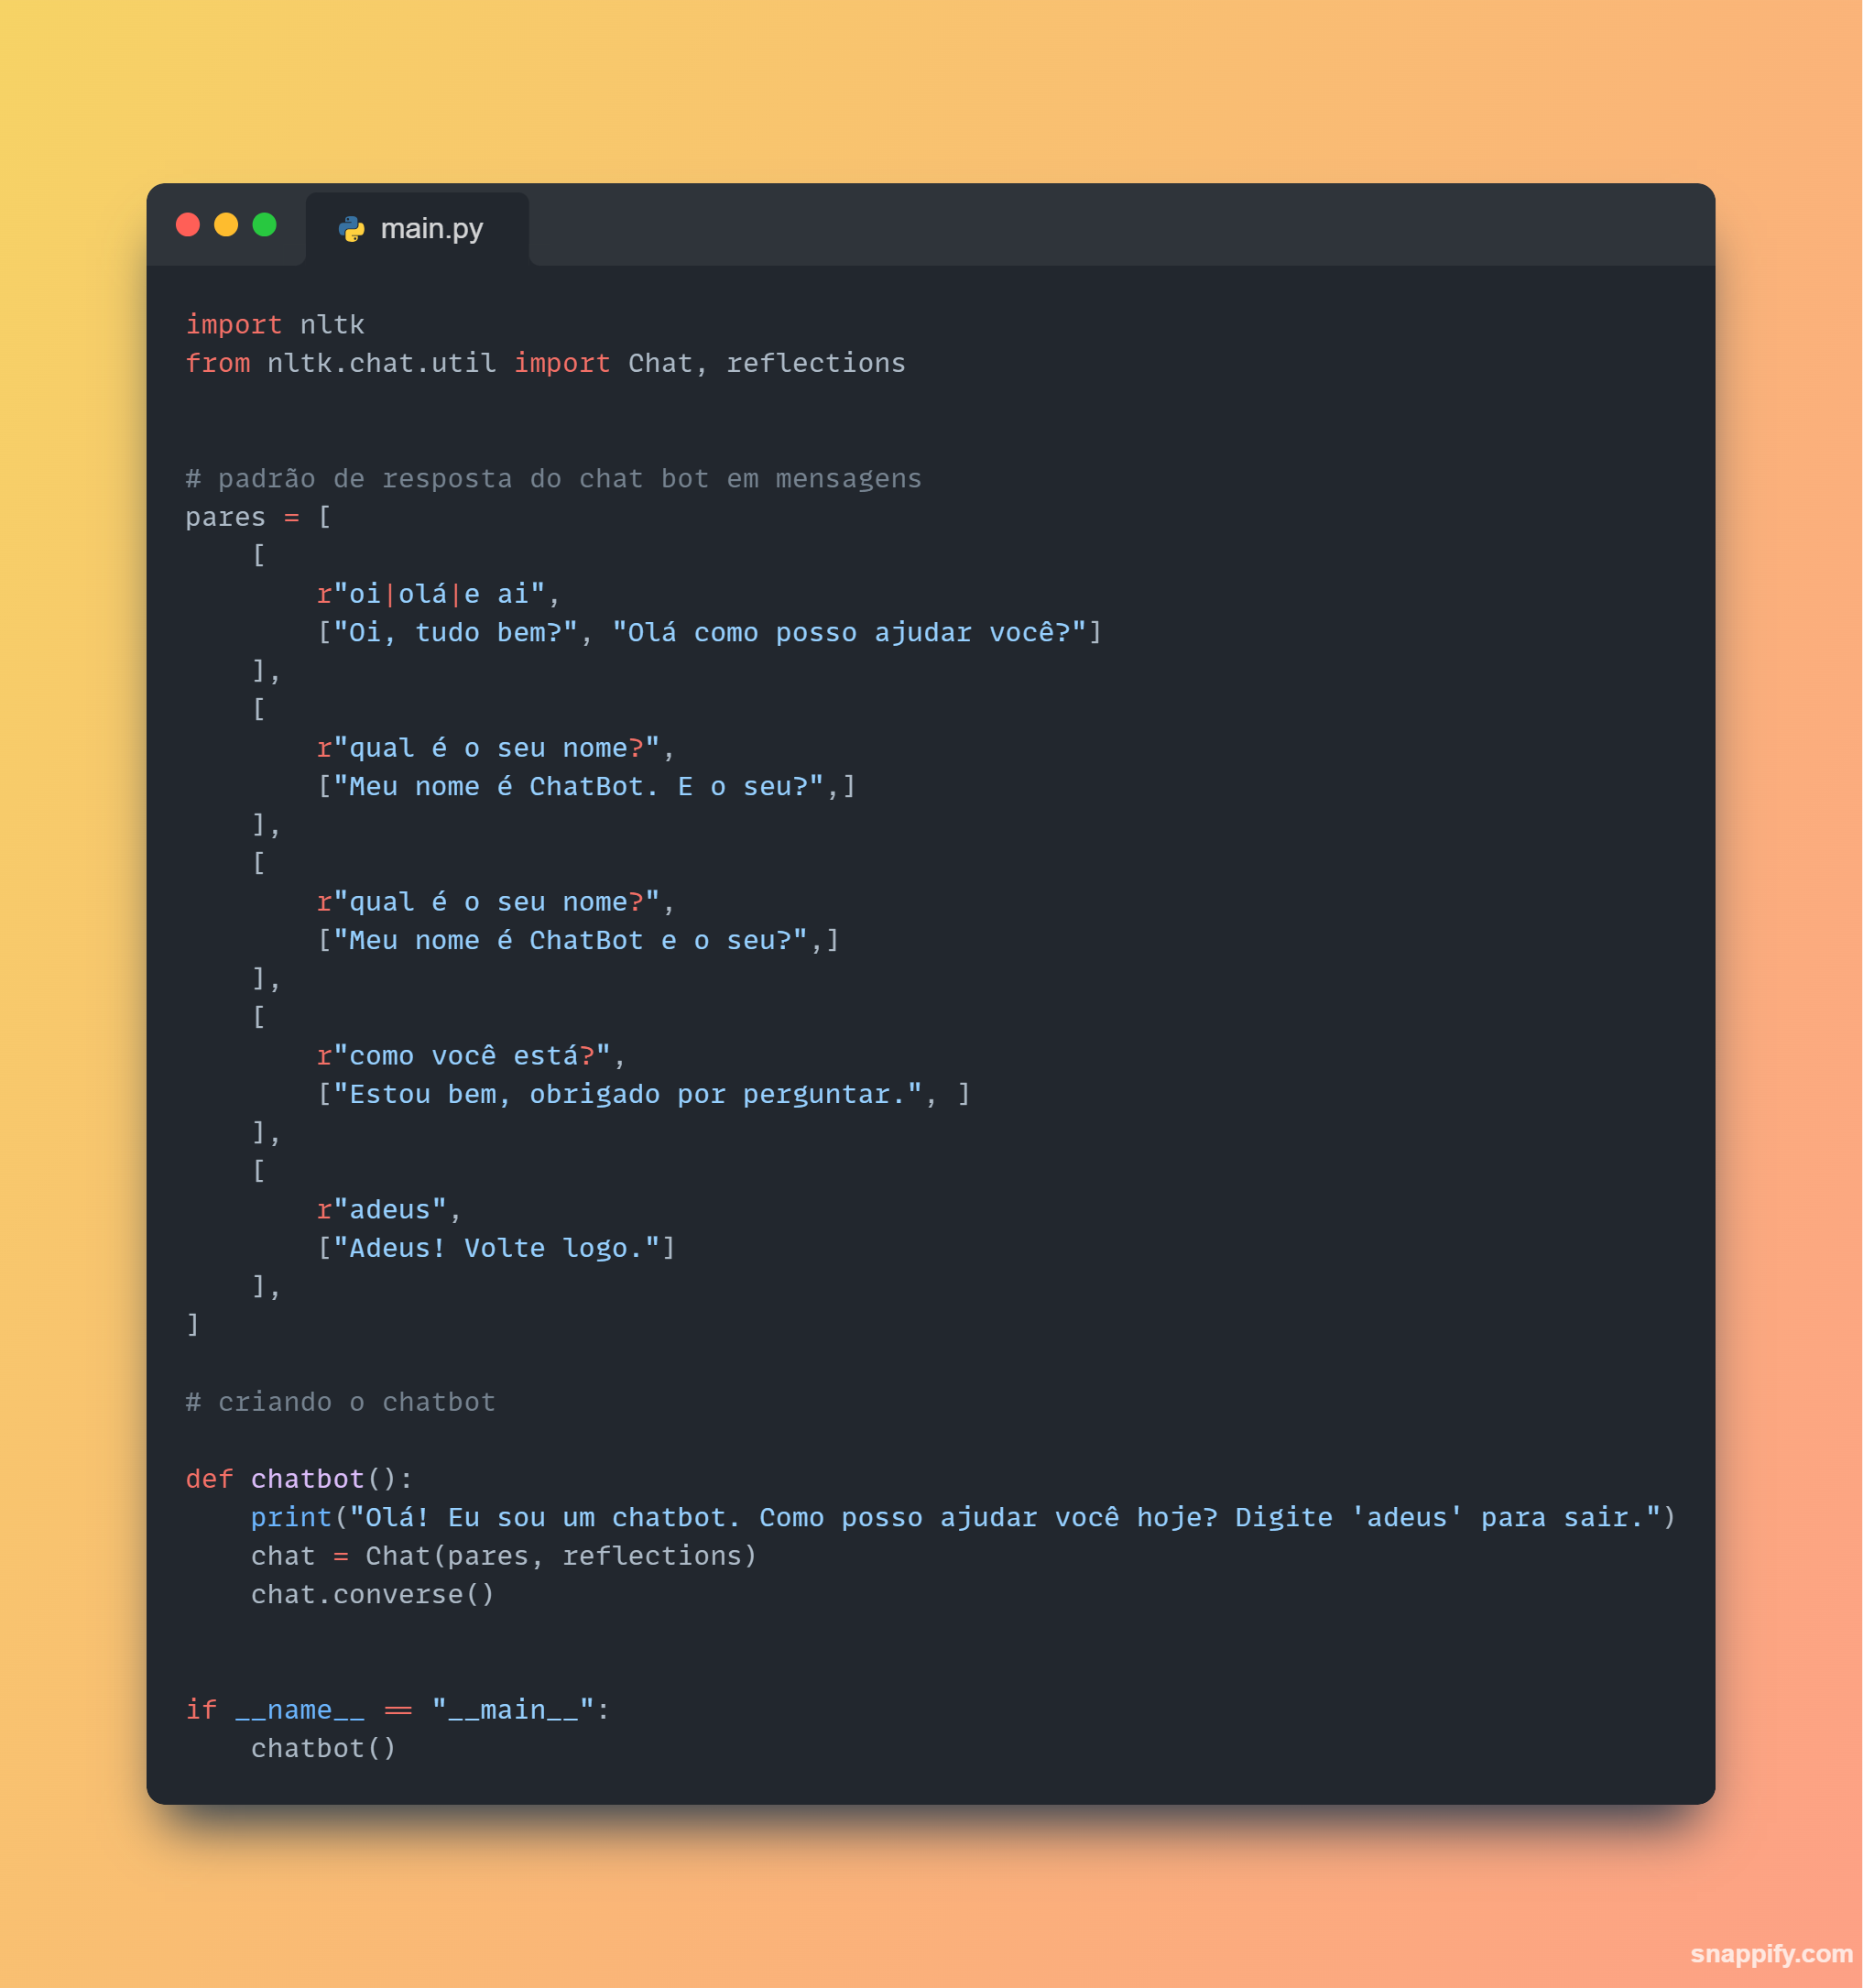 main.py
import nltk
from nltk.chat.util import Chat, reflections
# padrão de resposta do chat bot em mensagens
pares = [
    [
        r"oi|olá|e ai",
        ["Oi, tudo bem?", "Olá como posso ajudar você?"]
    ],
    [
        r"qual é o seu nome?",
        ["Meu nome é ChatBot. E o seu?",]
    ],
    [
        r"qual é o seu nome?",
        ["Meu nome é ChatBot e o seu?",]
    ],
    [
        r"como você está?",
        ["Estou bem, obrigado por perguntar.", ]
    ],
    [
        r"adeus",
        ["Adeus! Volte logo."]
    ],
]
# criando o chatbot
def chatbot():
    print("Olá! Eu sou um chatbot. Como posso ajudar você hoje? Digite 'adeus' para sair.")
    chat = Chat(pares, reflections)
    chat.converse()
if __name__ == "__main__":
    chatbot()
snappify.com